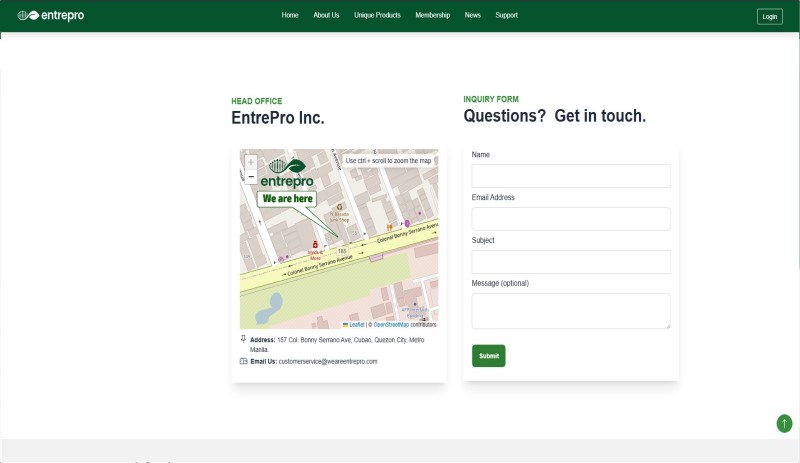 entrepro
Home About Us Unique Products Membership News Support
Login
HEAD OFFICE
EntrePro Inc.
+
−
Use ctrl + scroll to zoom the map
entrepro
We are here
185
Colonel Bonny Serrano Avenue
Colonel Bonny Serrano Avenue
Leaflet | © OpenStreetMap contributors
Address: 157 Col. Bonny Serrano Ave, Cubao, Quezon City, Metro
Manila.
Email Us: customerservice@weareentrepro.com
INQUIRY FORM
Questions? Get in touch.
Name
Email Address
Subject
Message (optional)
Submit